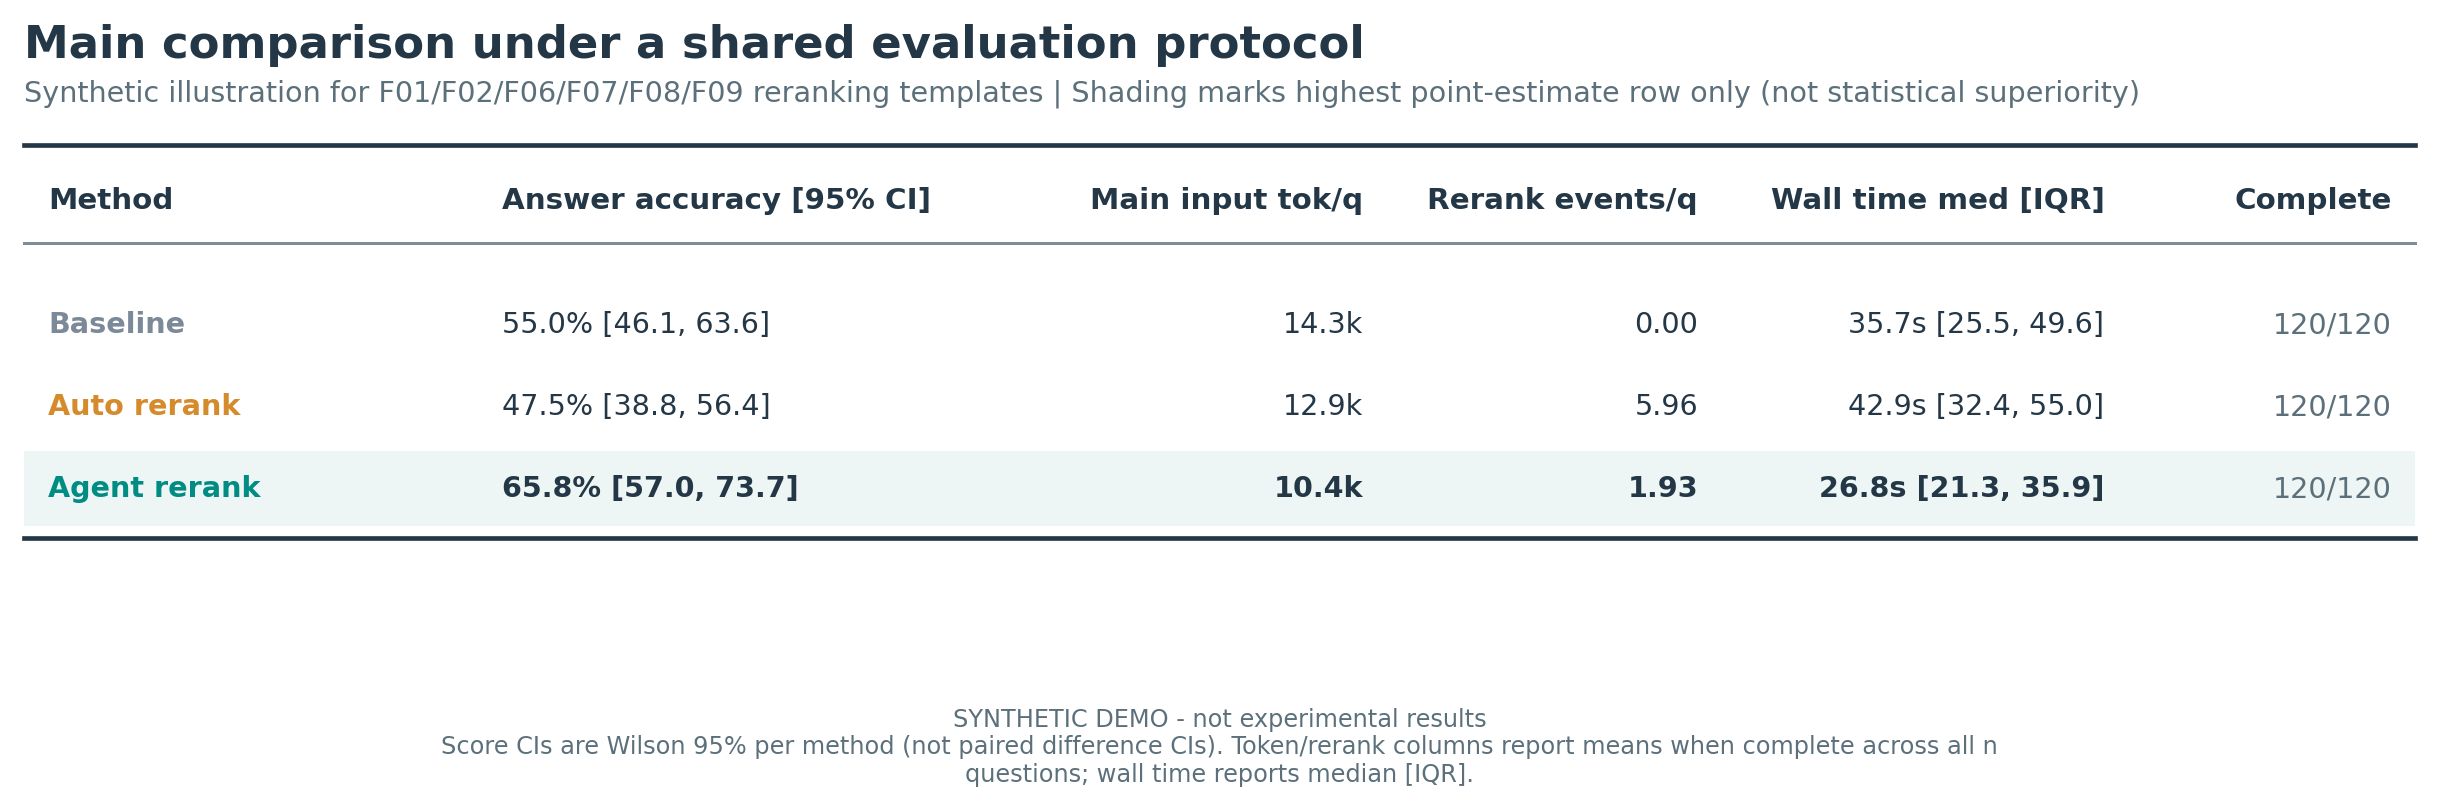 Main comparison under a shared evaluation protocol
Synthetic illustration for F01/F02/F06/F07/F08/F09 reranking templates | Shading marks highest point-estimate row only (not statistical superiority)
Method Answer accuracy [95% CI] Main input tok/q Rerank events/q Wall time med [IQR] Complete
Baseline 55.0% [46.1, 63.6] 14.3k 0.00 35.7s [25.5, 49.6] 120/120
Auto rerank 47.5% [38.8, 56.4] 12.9k 5.96 42.9s [32.4, 55.0] 120/120
Agent rerank 65.8% [57.0, 73.7] 10.4k 1.93 26.8s [21.3, 35.9] 120/120
SYNTHETIC DEMO - not experimental results
Score CIs are Wilson 95% per method (not paired difference CIs). Token/rerank columns report means when complete across all n
questions; wall time reports median [IQR].